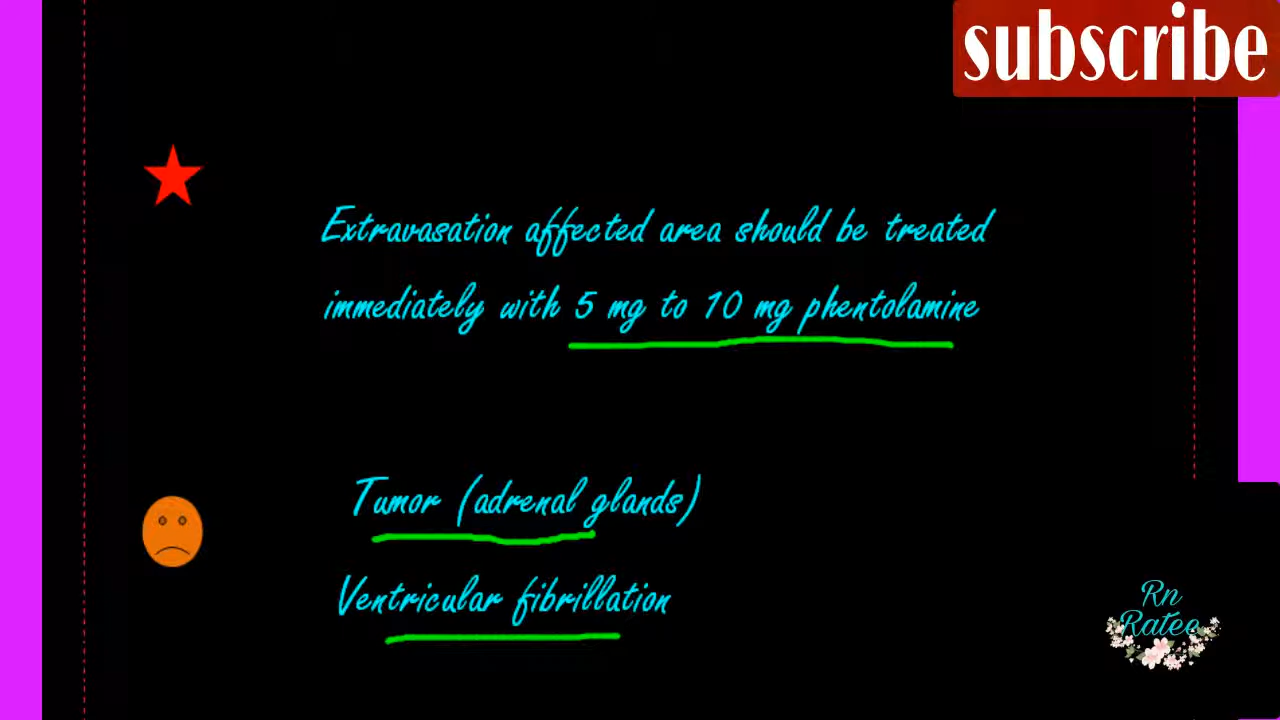 subscribe
Extravasation affected area should be treated
immediately with 5 mg to 10 mg phentolamine
Tumor (adrenal glands)
Ventricular fibrillation
Rn
Ratee